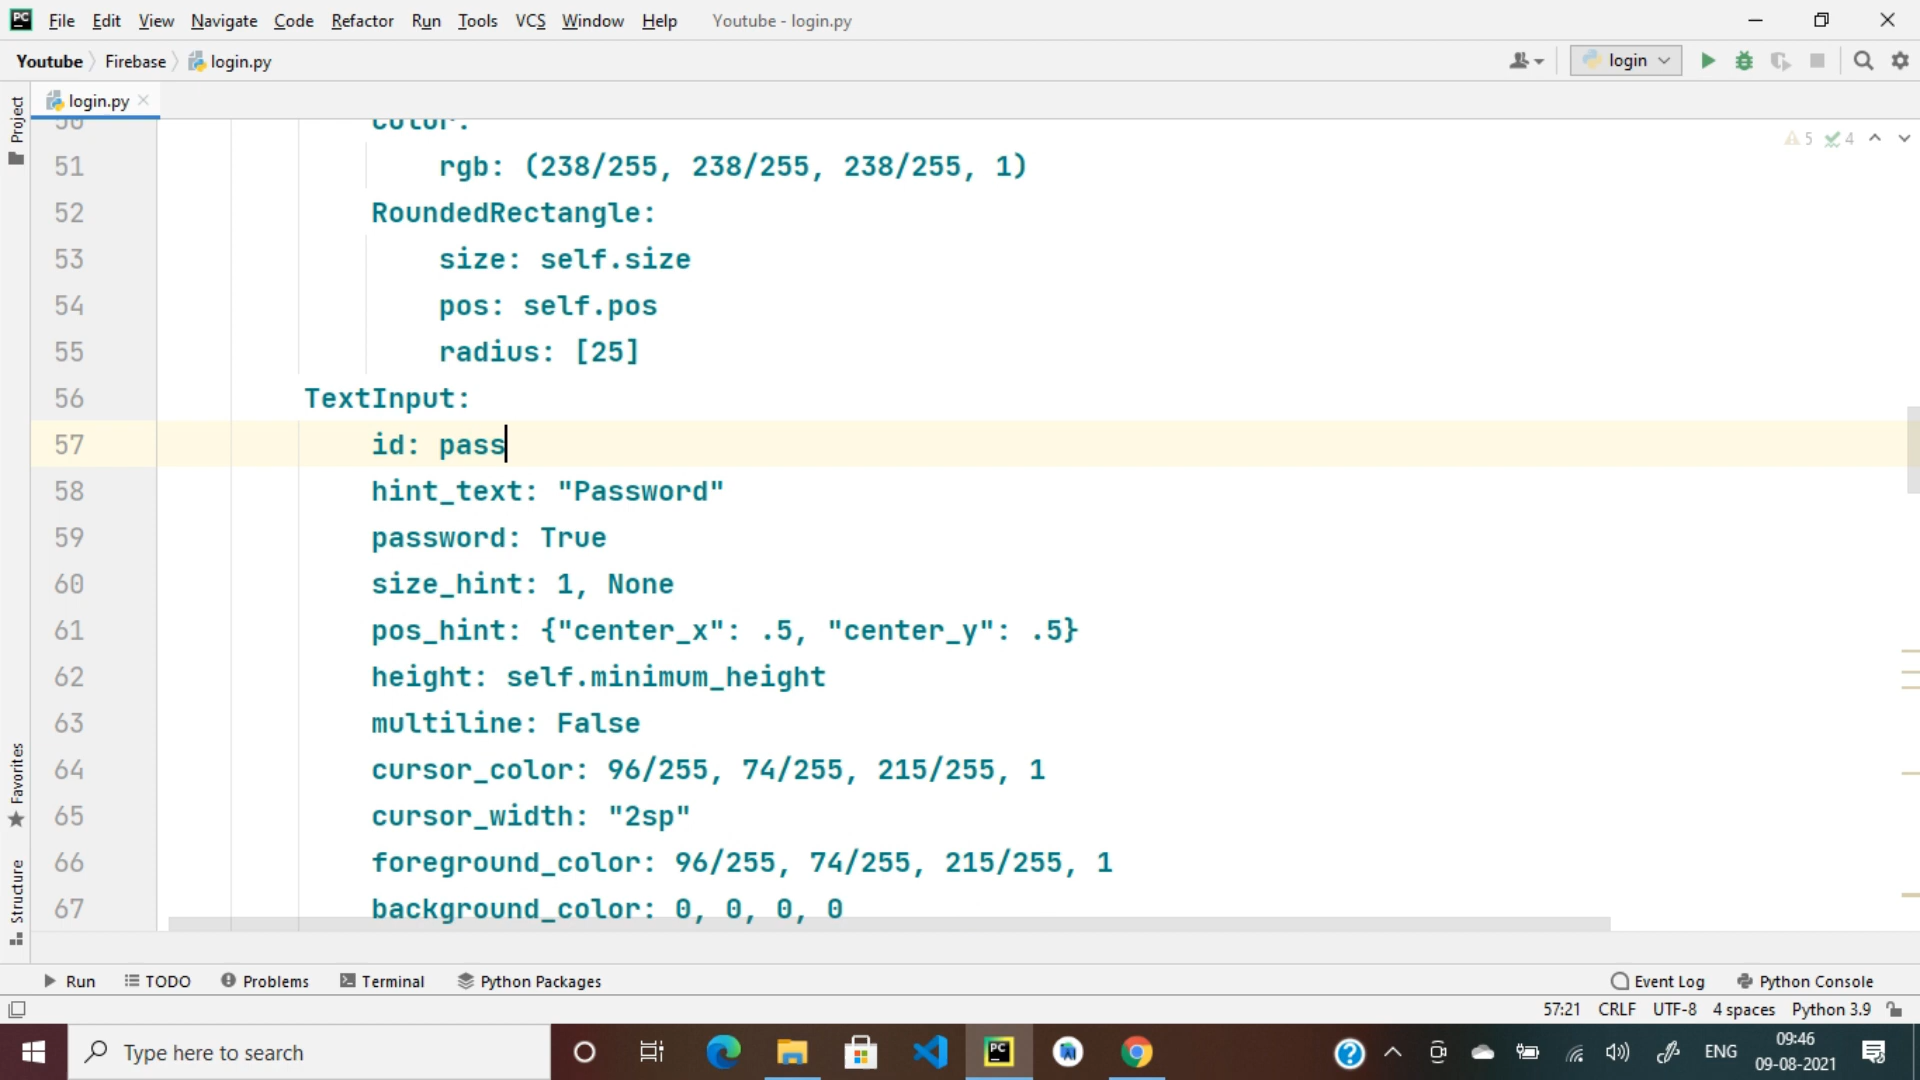 PC File Edit View Navigate Code Refactor Run Tools VCS Window Help Youtube - login.py
Youtube Firebase login.py login
Project login.py
50 color:
5 4
51 rgb: (238/255, 238/255, 238/255, 1)
52 RoundedRectangle:
53 size: self.size
54 pos: self.pos
55 radius: [25]
56 TextInput:
57 id: pass
58 hint_text: "Password"
59 password: True
60 size_hint: 1, None
61 pos_hint: {"center_x": .5, "center_y": .5}
62 height: self.minimum_height
63 multiline: False
64 cursor_color: 96/255, 74/255, 215/255, 1
Favorites
65 cursor_width: "2sp"
66 foreground_color: 96/255, 74/255, 215/255, 1
Structure
67 background_color: 0, 0, 0, 0
Run TODO Problems Terminal Python Packages Event Log Python Console
57:21 CRLF UTF-8 4 spaces Python 3.9
Type here to search PC ENG 09:46
09-08-2021